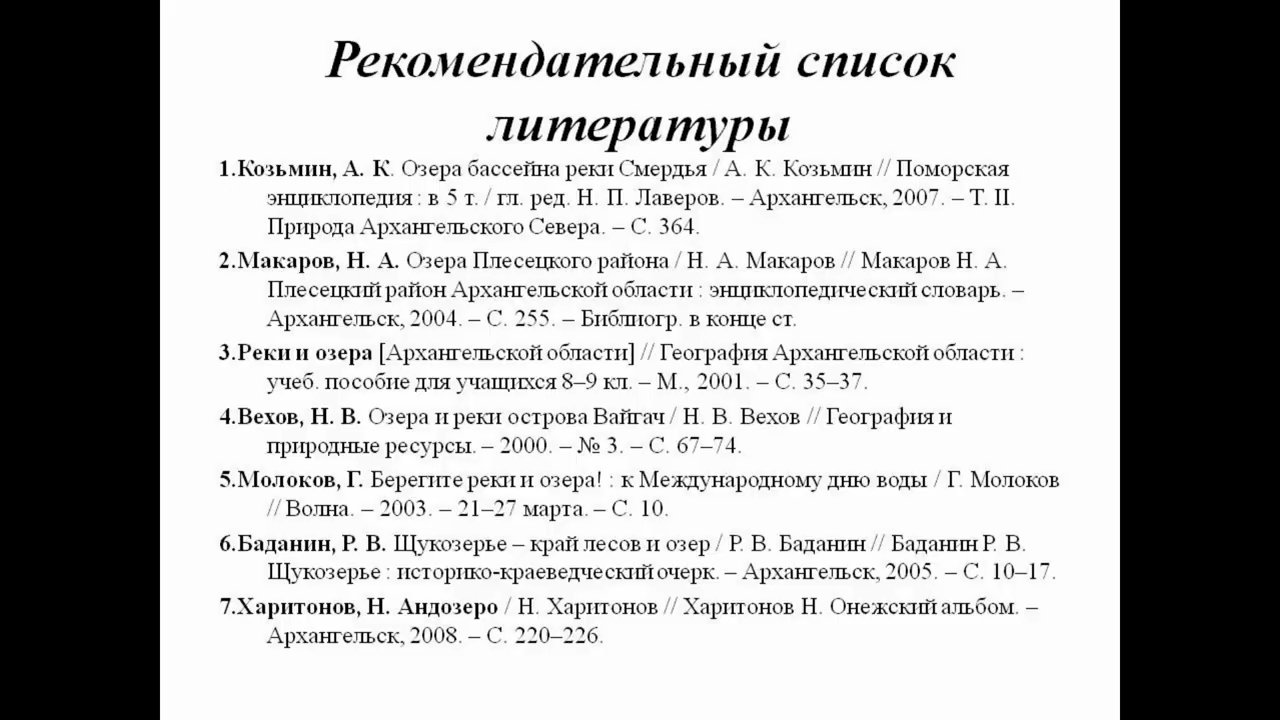 Рекомендательный список
литературы
1.Козьмин, А. К. Озера бассейна реки Смердья / А. К. Козьмин // Поморская
энциклопедия : в 5 т. / гл. ред. Н. П. Лаверов. – Архангельск, 2007. – Т. II.
Природа Архангельского Севера. – С. 364.
2.Макаров, Н. А. Озера Плесецкого района / Н. А. Макаров // Макаров Н. А.
Плесецкий район Архангельской области : энциклопедический словарь. –
Архангельск, 2004. – С. 255. – Библиогр. в конце ст.
3.Реки и озера [Архангельской области] // География Архангельской области :
учеб. пособие для учащихся 8–9 кл. – М., 2001. – С. 35–37.
4.Вехов, Н. В. Озера и реки острова Вайгач / Н. В. Вехов // География и
природные ресурсы. – 2000. – № 3. – С. 67–74.
5.Молоков, Г. Берегите реки и озера! : к Международному дню воды / Г. Молоков
// Волна. – 2003. – 21–27 марта. – С. 10.
6.Баданин, Р. В. Щукозерье – край лесов и озер / Р. В. Баданин // Баданин Р. В.
Щукозерье : историко-краеведческий очерк. – Архангельск, 2005. – С. 10–17.
7.Харитонов, Н. Андозеро / Н. Харитонов // Харитонов Н. Онежский альбом. –
Архангельск, 2008. – С. 220–226.